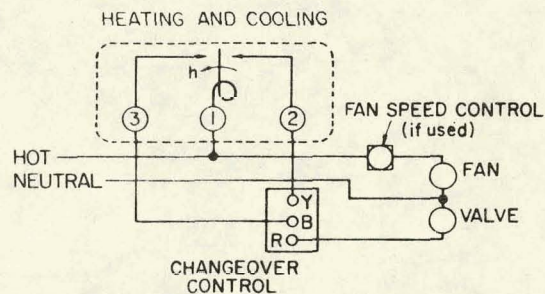 HEATING AND COOLING
h
3 1 2
FAN SPEED CONTROL
(if used)
HOT
NEUTRAL
FAN
Y
B
R
VALVE
CHANGEOVER
CONTROL